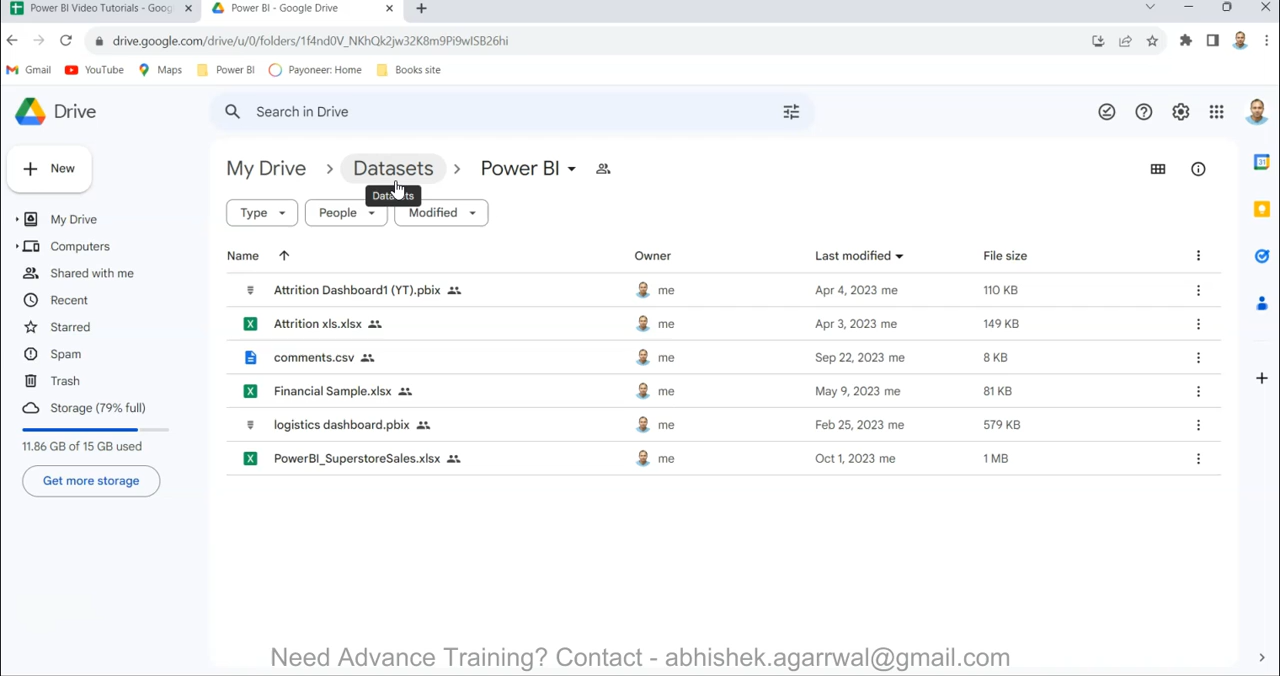 Power BI Video Tutorials - Goog
Power BI - Google Drive
drive.google.com/drive/u/0/folders/1f4nd0V_NKhQk2jw32K8m9Pi9wISB26hi
Gmail YouTube Maps Power BI Payoneer: Home Books site
Drive
Search in Drive
New
My Drive > Datasets > Power BI
Datasets
Type People Modified
My Drive
Computers
Shared with me
Recent
Starred
Spam
Trash
Storage (79% full)
11.86 GB of 15 GB used
Get more storage
Name Owner Last modified File size
Attrition Dashboard1 (YT).pbix me Apr 4, 2023 me 110 KB
Attrition xls.xlsx me Apr 3, 2023 me 149 KB
comments.csv me Sep 22, 2023 me 8 KB
Financial Sample.xlsx me May 9, 2023 me 81 KB
logistics dashboard.pbix me Feb 25, 2023 me 579 KB
PowerBI_SuperstoreSales.xlsx me Oct 1, 2023 me 1 MB
31
Need Advance Training? Contact - abhishek.agarrwal@gmail.com